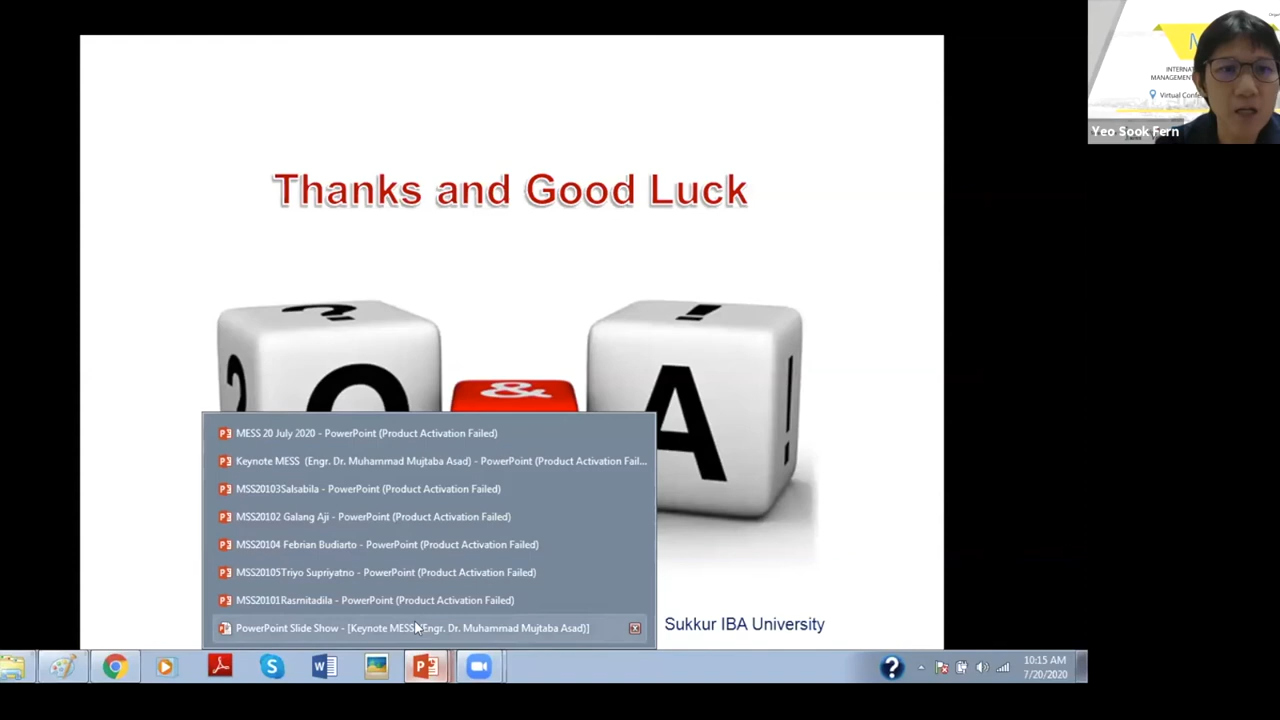 Thanks and Good Luck
?
?
Q
&
A
!
!
MESS 20 July 2020 - PowerPoint (Product Activation Failed)
Keynote MESS (Engr. Dr. Muhammad Mujtaba Asad) - PowerPoint (Product Activation Fail...
MSS20103Salsabila - PowerPoint (Product Activation Failed)
MSS20102 Galang Aji - PowerPoint (Product Activation Failed)
MSS20104 Febrian Budiarto - PowerPoint (Product Activation Failed)
MSS20105Triyo Supriyatno - PowerPoint (Product Activation Failed)
MSS20101Rasmitadila - PowerPoint (Product Activation Failed)
PowerPoint Slide Show - [Keynote MESS (Engr. Dr. Muhammad Mujtaba Asad)]
Sukkur IBA University
10:15 AM
7/20/2020
M
INTERNAT
MANAGEMENT
Virtual Confe
Yeo Sook Fern